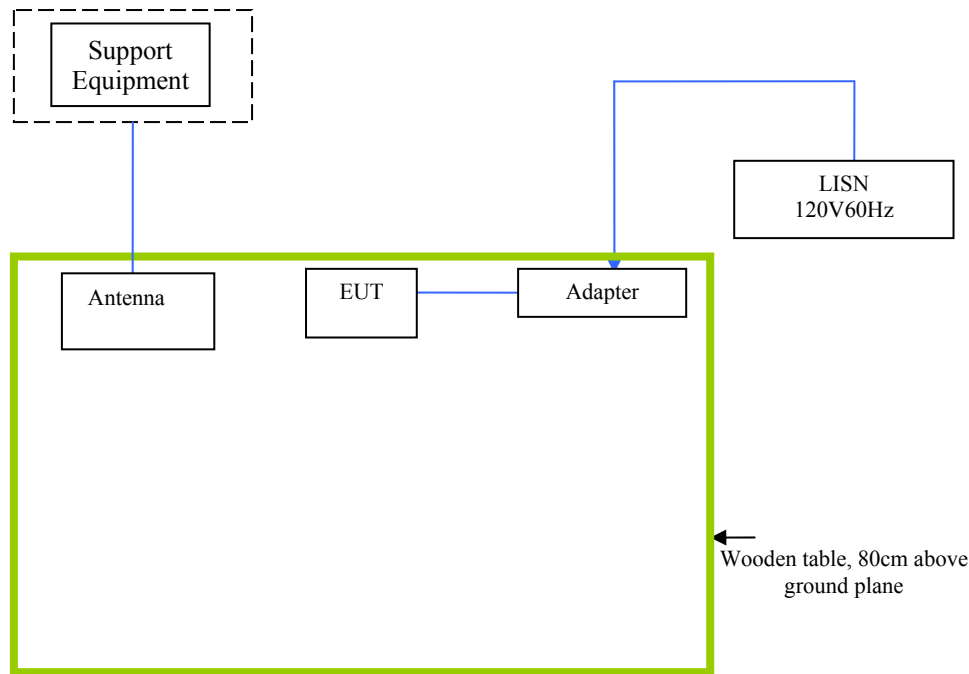 Support
Equipment
LISN
120V60Hz
Antenna
EUT
Adapter
Wooden table, 80cm above
ground plane